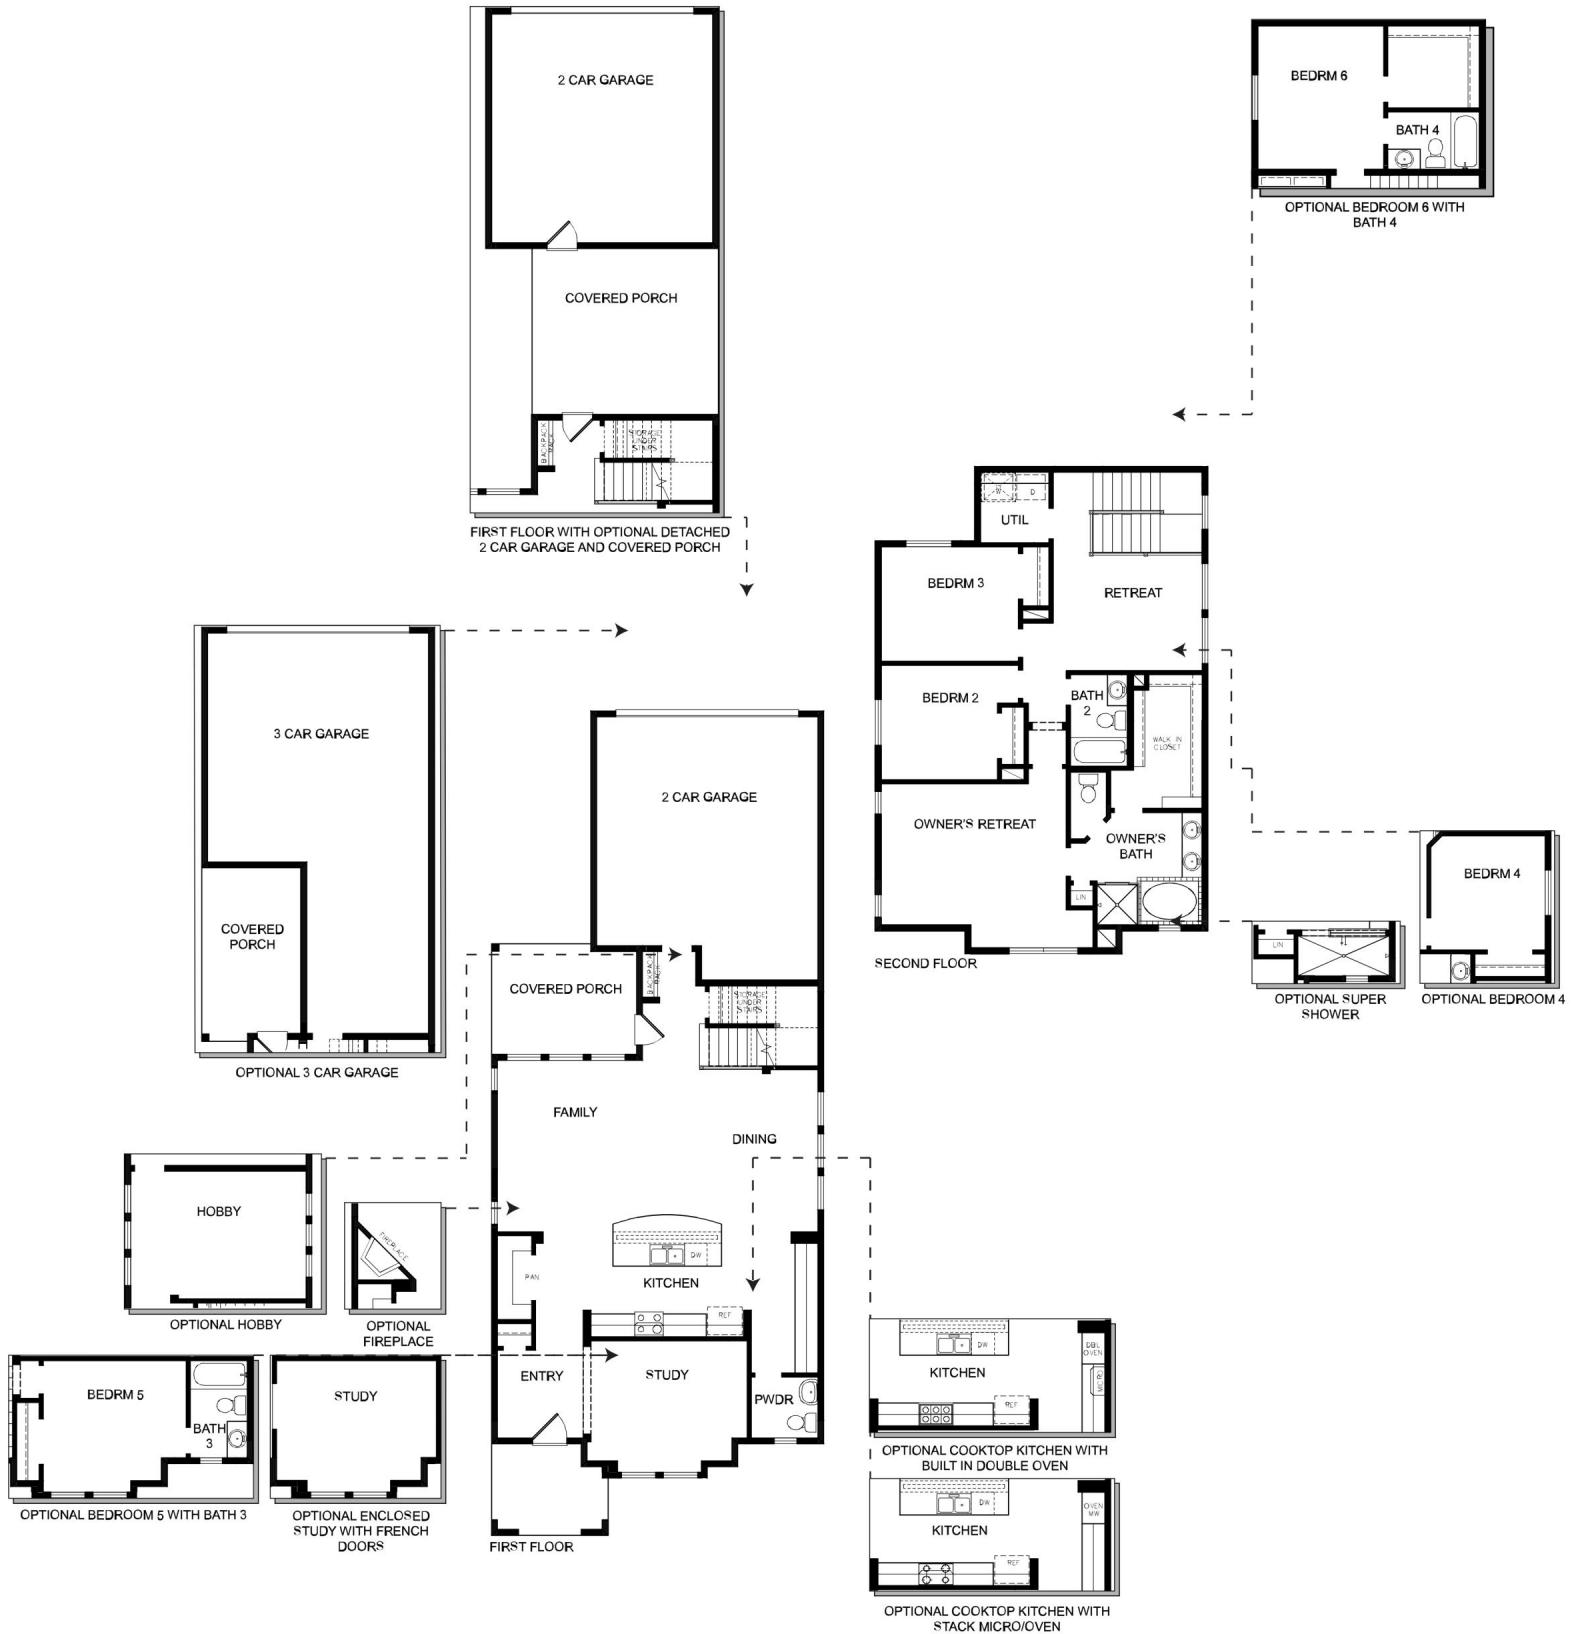 2 CAR GARAGE
COVERED PORCH
BACKPACK
RACK
FIRST FLOOR WITH OPTIONAL DETACHED
2 CAR GARAGE AND COVERED PORCH
BEDRM 6
BATH 4
OPTIONAL BEDROOM 6 WITH
BATH 4
W
D
UTIL
BEDRM 3
RETREAT
BEDRM 2
BATH
2
WALK IN
CLOSET
OWNER'S RETREAT
OWNER'S
BATH
LIN
SECOND FLOOR
LIN
OPTIONAL SUPER
SHOWER
BEDRM 4
OPTIONAL BEDROOM 4
3 CAR GARAGE
COVERED
PORCH
OPTIONAL 3 CAR GARAGE
2 CAR GARAGE
COVERED PORCH
BACKPACK
RACK
FAMILY
DINING
DW
KITCHEN
PAN
REF
ENTRY
STUDY
PWDR
FIRST FLOOR
HOBBY
OPTIONAL HOBBY
FIREPLACE
OPTIONAL
FIREPLACE
BEDRM 5
BATH
3
OPTIONAL BEDROOM 5 WITH BATH 3
STUDY
OPTIONAL ENCLOSED
STUDY WITH FRENCH
DOORS
DW
DBL
OVEN
KITCHEN
MICRO
REF
OPTIONAL COOKTOP KITCHEN WITH
BUILT IN DOUBLE OVEN
DW
OVEN
MW
KITCHEN
REF
OPTIONAL COOKTOP KITCHEN WITH
STACK MICRO/OVEN